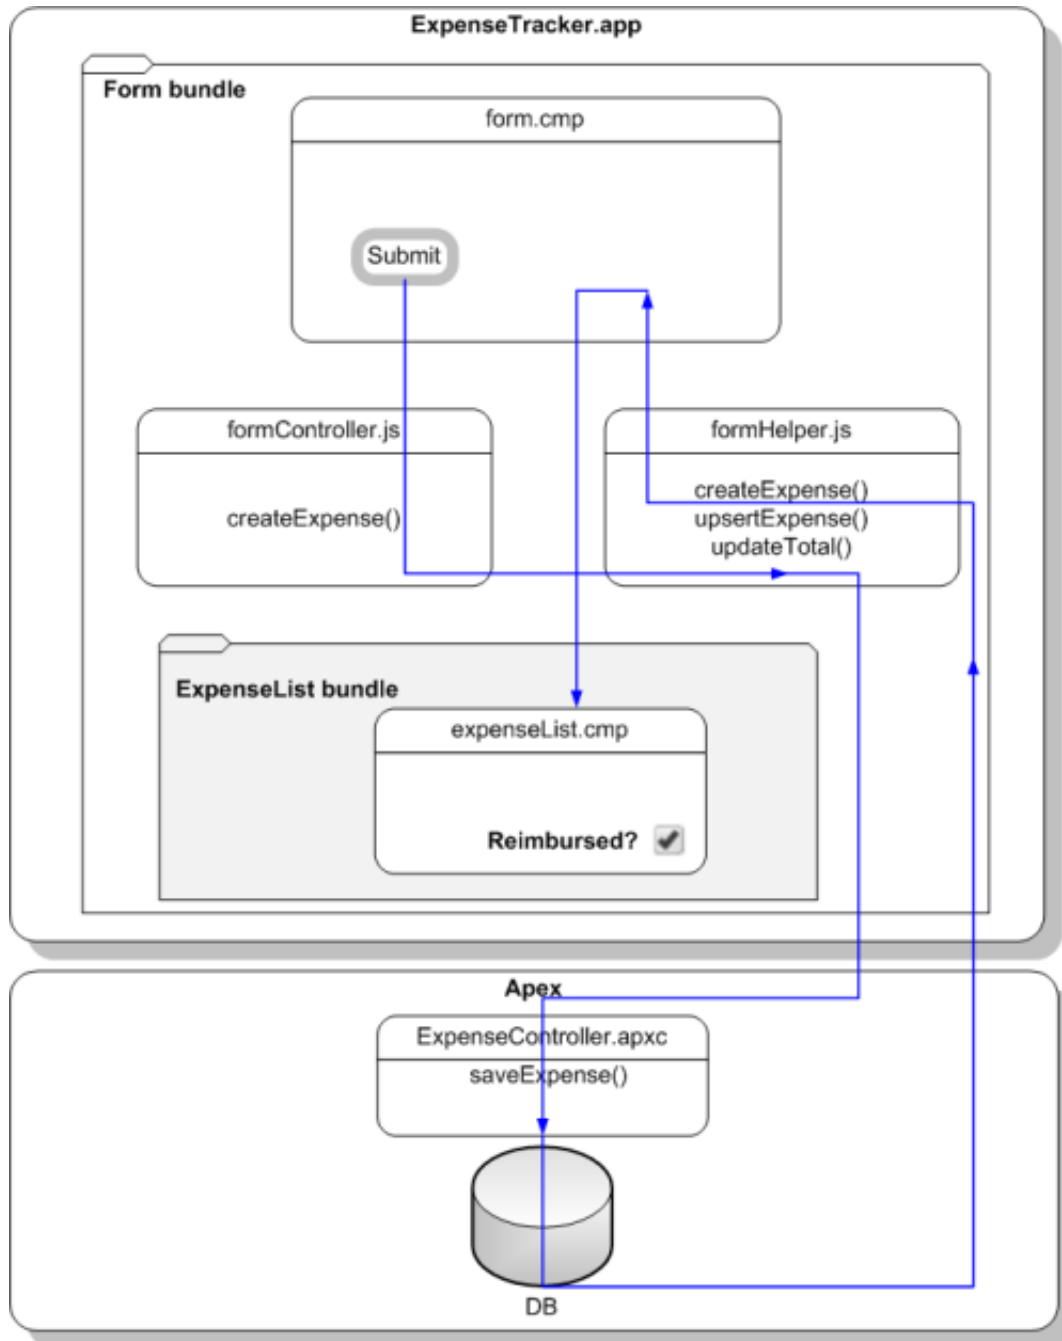 ExpenseTracker.app
Form bundle
form.cmp
Submit
formController.js
createExpense()
formHelper.js
createExpense()
upsertExpense()
updateTotal()
ExpenseList bundle
expenseList.cmp
Reimbursed?
Apex
ExpenseController.apxc
saveExpense()
DB